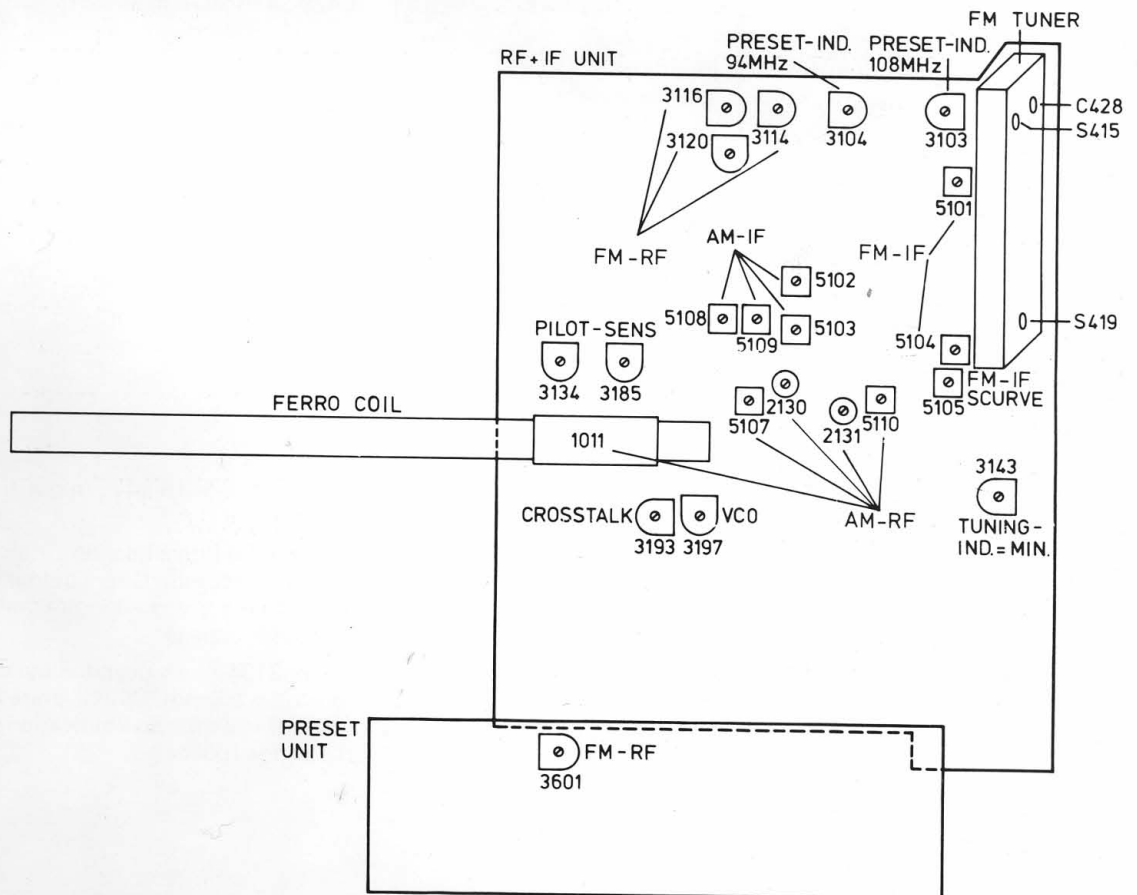 FM TUNER
RF+IF UNIT
PRESET-IND.
94MHz
PRESET-IND.
108MHz
3116
3114
3104
3103
C428
S415
3120
5101
FM-RF
AM-IF
FM-IF
5102
5108
5109
5103
S419
5104
PILOT-SENS
3134
3185
FM-IF
SCURVE
5105
FERRO COIL
1011
5107
2130
2131
5110
3143
CROSSTALK
VCO
3193
3197
AM-RF
TUNING-
IND.=MIN.
PRESET
UNIT
FM-RF
3601